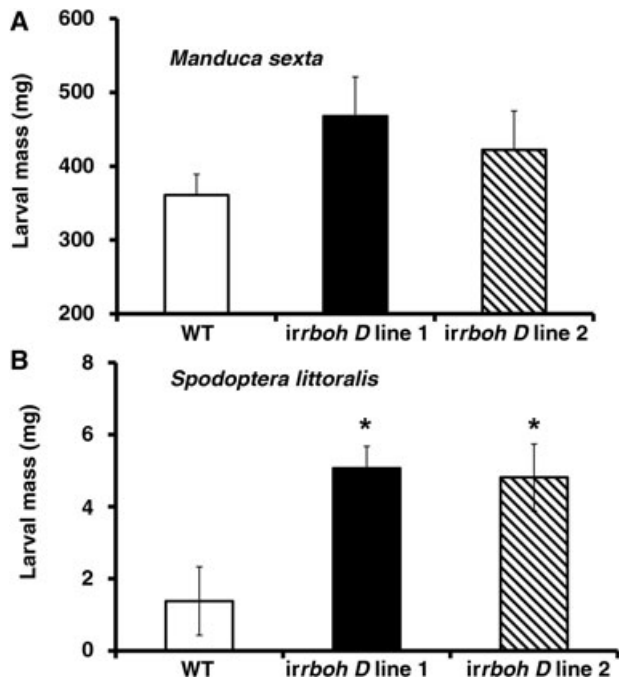 A
600
500
400
300
200
Larval mass (mg)
Manduca sexta
WT
irrboh D line 1
irrboh D line 2
B
8
6
4
2
0
Larval mass (mg)
Spodoptera littoralis
*
*
WT
irrboh D line 1
irrboh D line 2